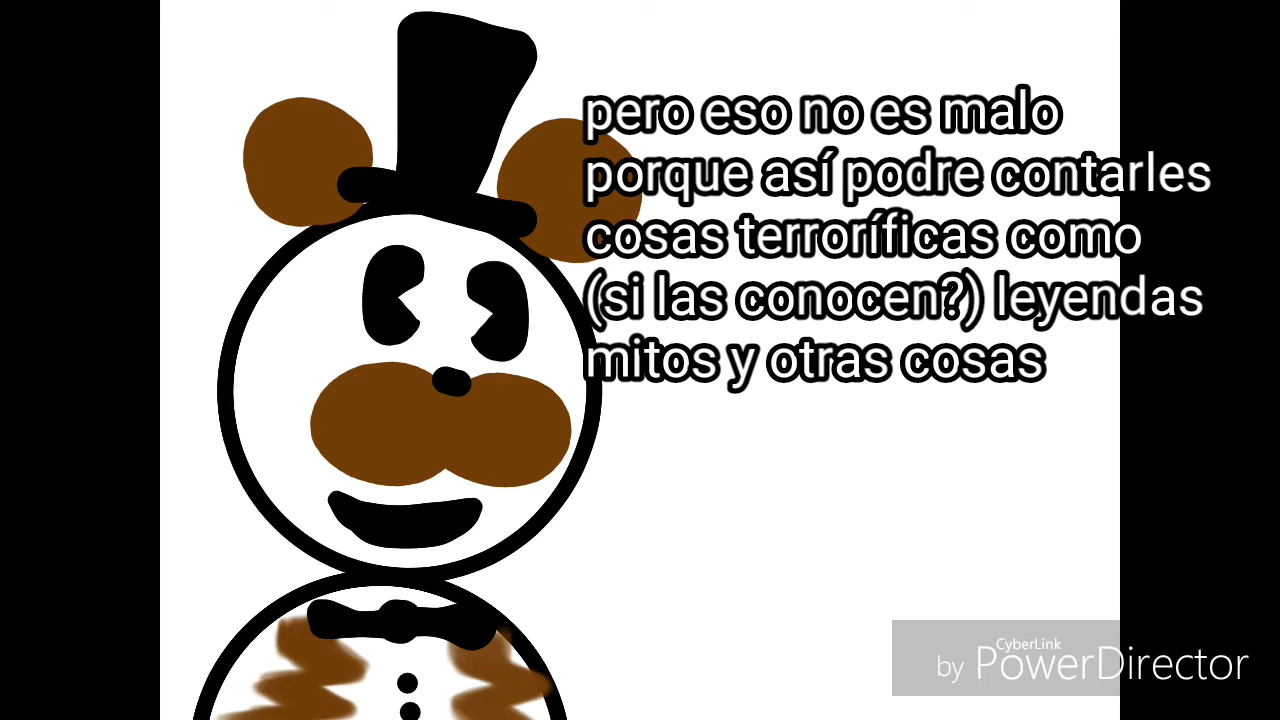 pero eso no es malo
porque así podre contarles
cosas terroríficas como
(si las conocen?) leyendas
mitos y otras cosas
CyberLink
by PowerDirector